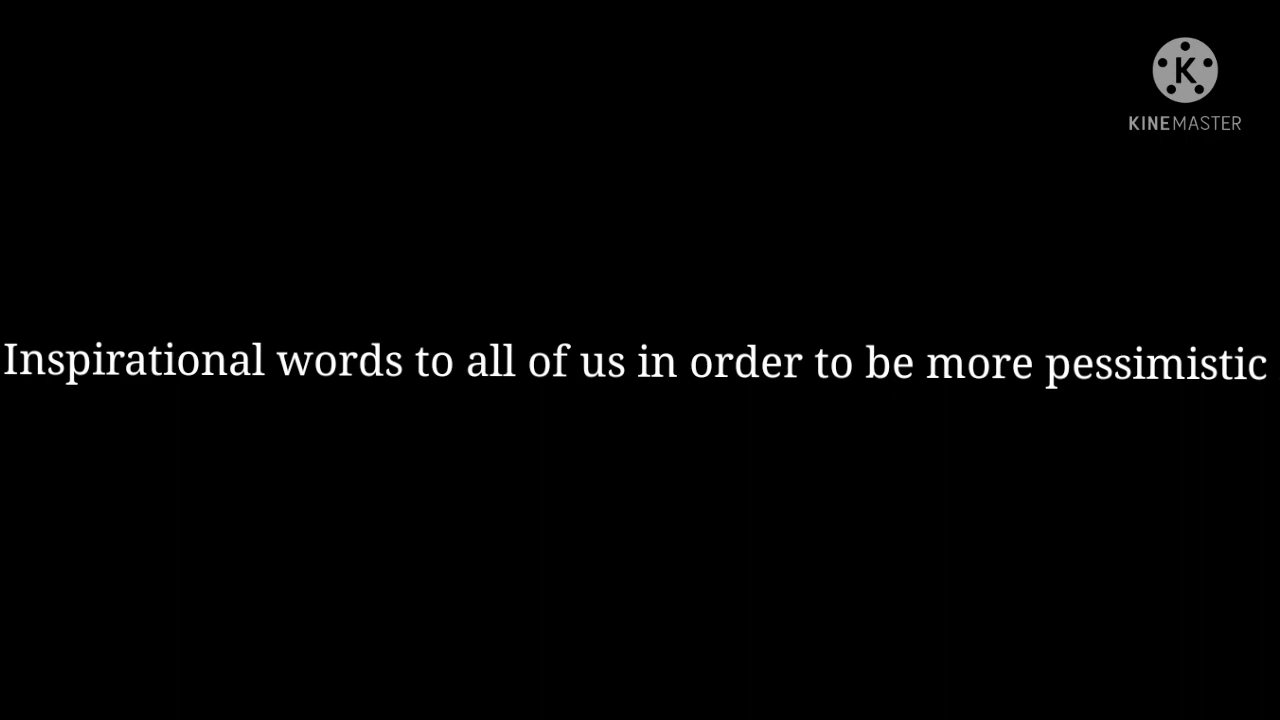 K
KINEMASTER
Inspirational words to all of us in order to be more pessimistic